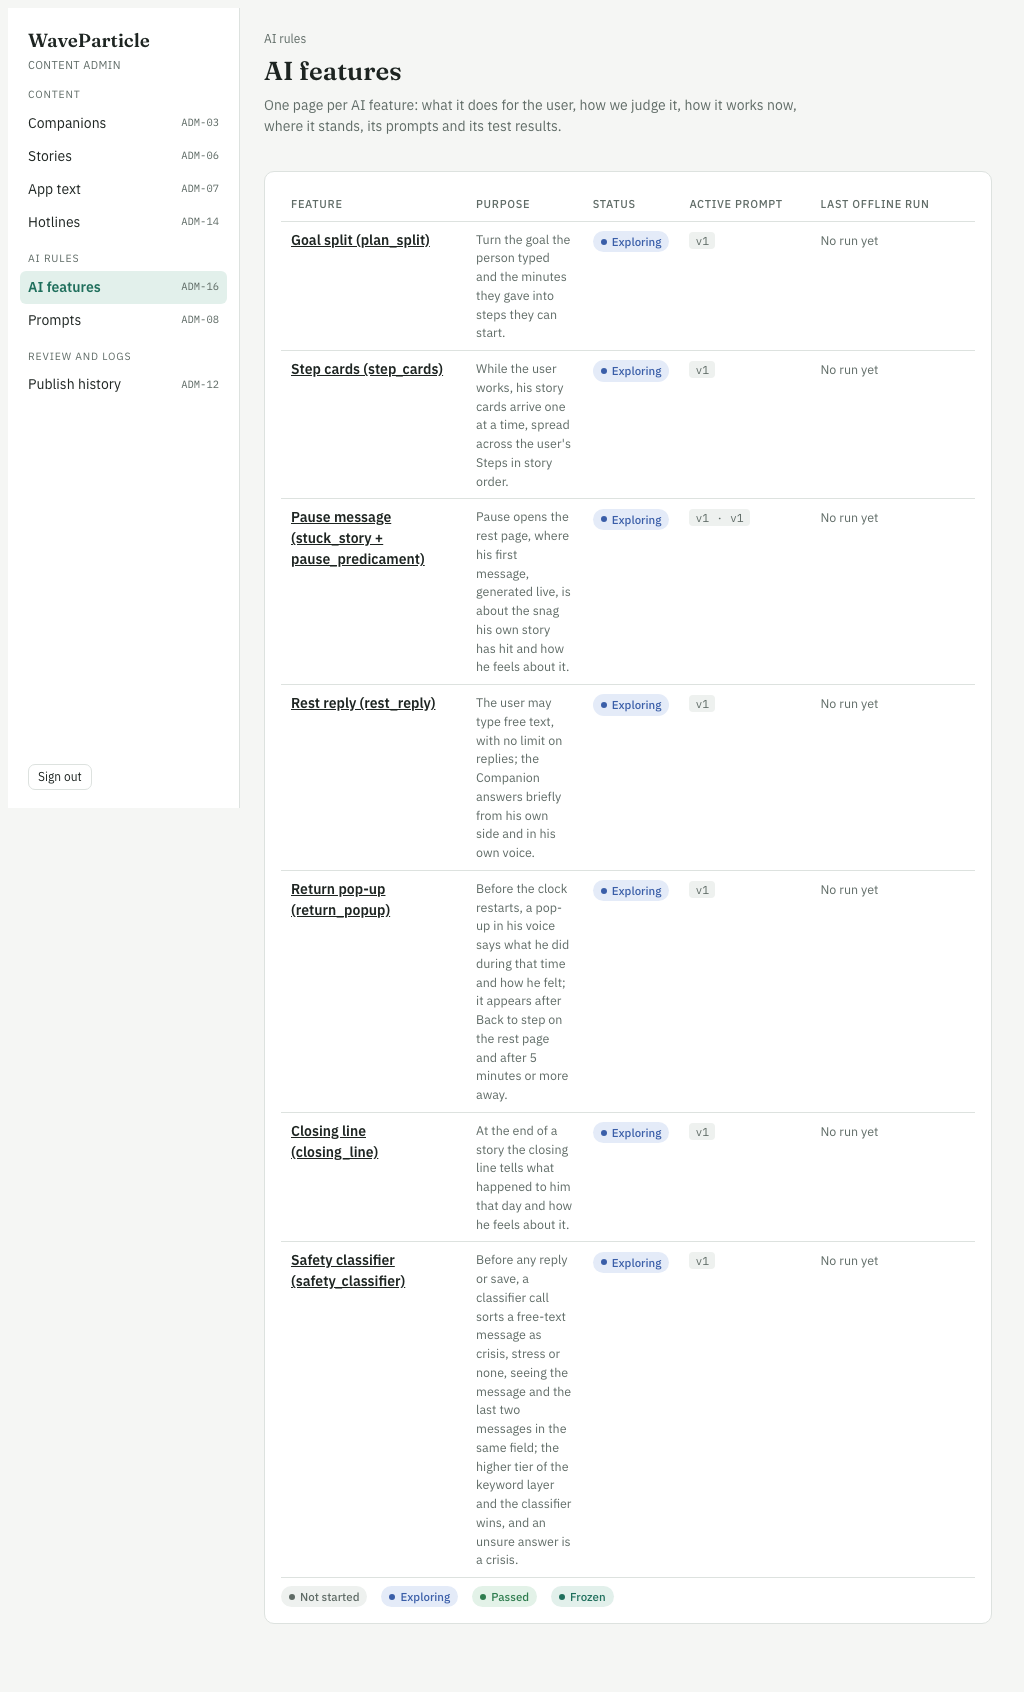 WaveParticle
CONTENT ADMIN
CONTENT
Companions ADM-03
Stories ADM-06
App text ADM-07
Hotlines ADM-14
AI RULES
AI features ADM-16
Prompts ADM-08
REVIEW AND LOGS
Publish history ADM-12
Sign out
AI rules
AI features
One page per AI feature: what it does for the user, how we judge it, how it works now,
where it stands, its prompts and its test results.
FEATURE PURPOSE STATUS ACTIVE PROMPT LAST OFFLINE RUN
Goal split (plan_split) Turn the goal the Exploring v1 No run yet
person typed
and the minutes
they gave into
steps they can
start.
Step cards (step_cards) While the user Exploring v1 No run yet
works, his story
cards arrive one
at a time, spread
across the user's
Steps in story
order.
Pause message Pause opens the Exploring v1 · v1 No run yet
(stuck_story + rest page, where
pause_predicament) his first
message,
generated live, is
about the snag
his own story
has hit and how
he feels about it.
Rest reply (rest_reply) The user may Exploring v1 No run yet
type free text,
with no limit on
replies; the
Companion
answers briefly
from his own
side and in his
own voice.
Return pop-up Before the clock Exploring v1 No run yet
(return_popup) restarts, a pop-
up in his voice
says what he did
during that time
and how he felt;
it appears after
Back to step on
the rest page
and after 5
minutes or more
away.
Closing line At the end of a Exploring v1 No run yet
(closing_line) story the closing
line tells what
happened to him
that day and how
he feels about it.
Safety classifier Before any reply Exploring v1 No run yet
(safety_classifier) or save, a
classifier call
sorts a free-text
message as
crisis, stress or
none, seeing the
message and the
last two
messages in the
same field; the
higher tier of the
keyword layer
and the classifier
wins, and an
unsure answer is
a crisis.
Not started Exploring Passed Frozen